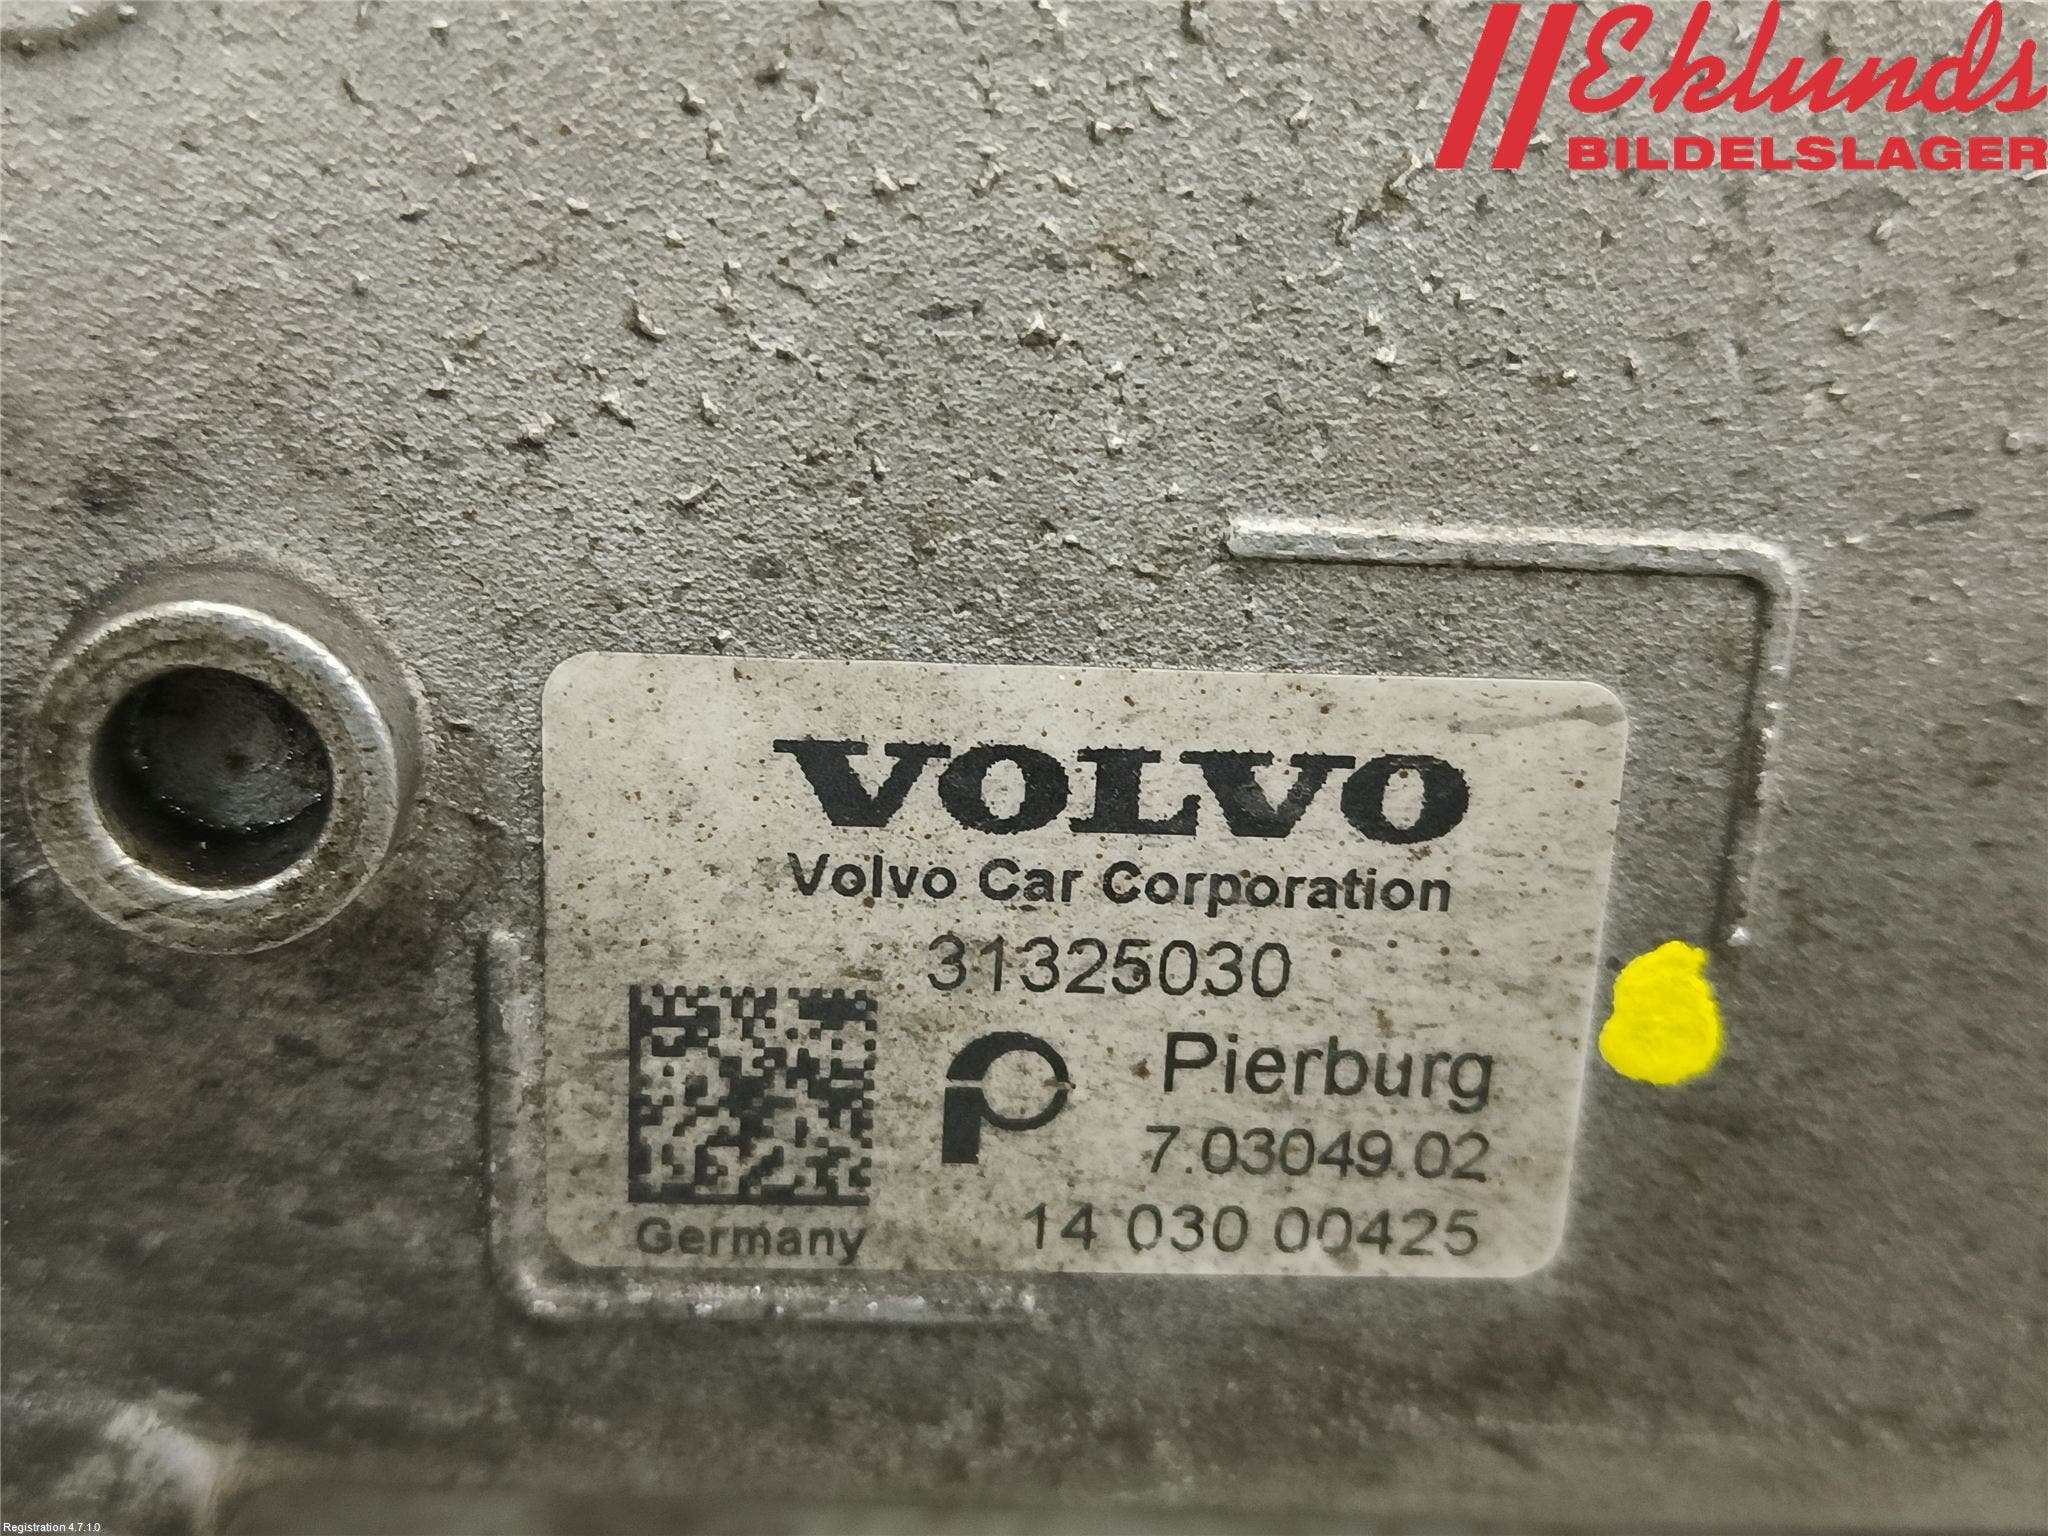 Eklunds
BILDELSLAGER
VOLVO
Volvo Car Corporation
31325030
Pierburg
7.03049.02
Germany
14 030 00425
Registration 4.7.1.0